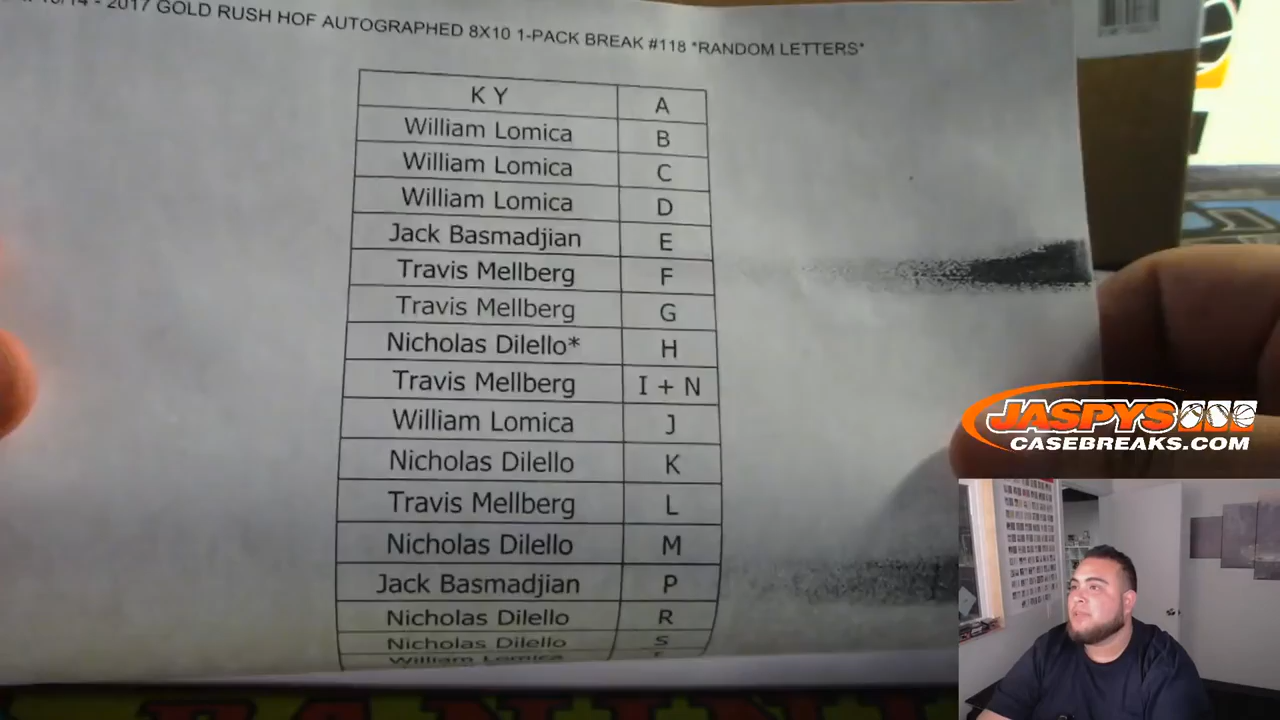 - 2017 GOLD RUSH HOF AUTOGRAPHED 8X10 1-PACK BREAK #118 *RANDOM LETTERS*
K Y A
William Lomica B
William Lomica C
William Lomica D
Jack Basmadjian E
Travis Mellberg F
Travis Mellberg G
Nicholas Dilello* H
Travis Mellberg I + N
William Lomica J
Nicholas Dilello K
Travis Mellberg L
Nicholas Dilello M
Jack Basmadjian P
Nicholas Dilello R
Nicholas Dilello S
William Lomica
JASPYS
CASEBREAKS.COM